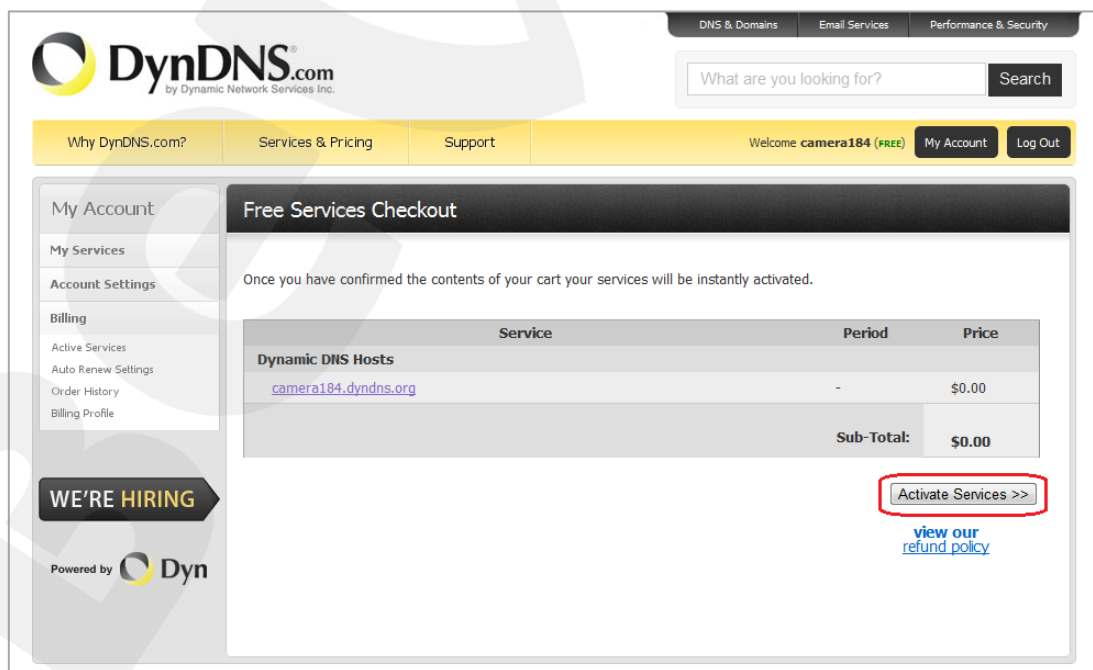 DNS & Domains Email Services Performance & Security
DynDNS.com
by Dynamic Network Services Inc.
What are you looking for? Search
Why DynDNS.com? Services & Pricing Support Welcome camera184 (FREE) My Account Log Out
My Account
My Services
Account Settings
Billing
Active Services
Auto Renew Settings
Order History
Billing Profile
WE'RE HIRING
Powered by Dyn
Free Services Checkout
Once you have confirmed the contents of your cart your services will be instantly activated.
Service Period Price
Dynamic DNS Hosts
camera184.dyndns.org - $0.00
Sub-Total: $0.00
Activate Services >>
view our
refund policy